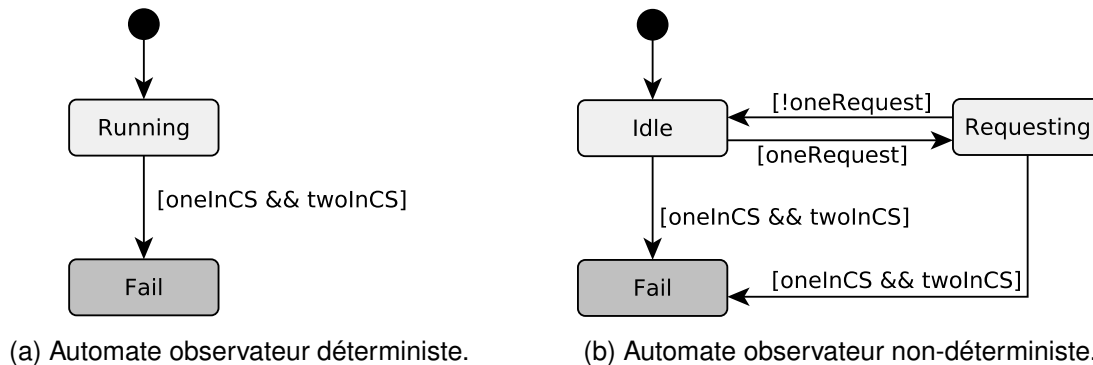 Running
[oneInCS && twoInCS]
Fail
(a) Automate observateur déterministe.
[!oneRequest]
Idle
Requesting
[oneRequest]
[oneInCS && twoInCS]
Fail
[oneInCS && twoInCS]
(b) Automate observateur non-déterministe.